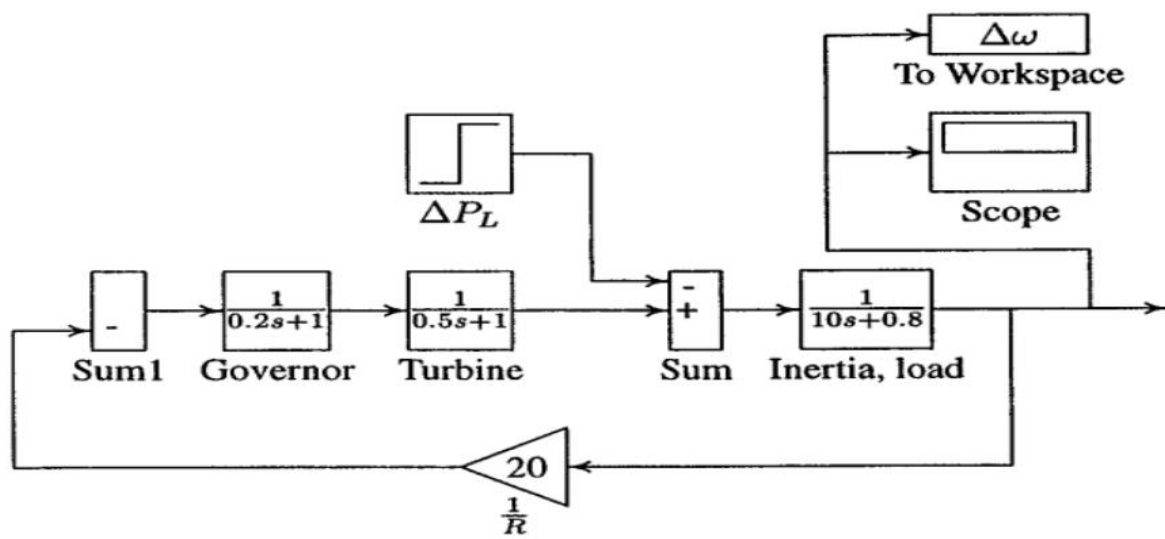 Δω
To Workspace
ΔP_L
Scope
-
1
0.2s+1
1
0.5s+1
-
+
1
10s+0.8
Sum1
Governor
Turbine
Sum
Inertia, load
20
1
R